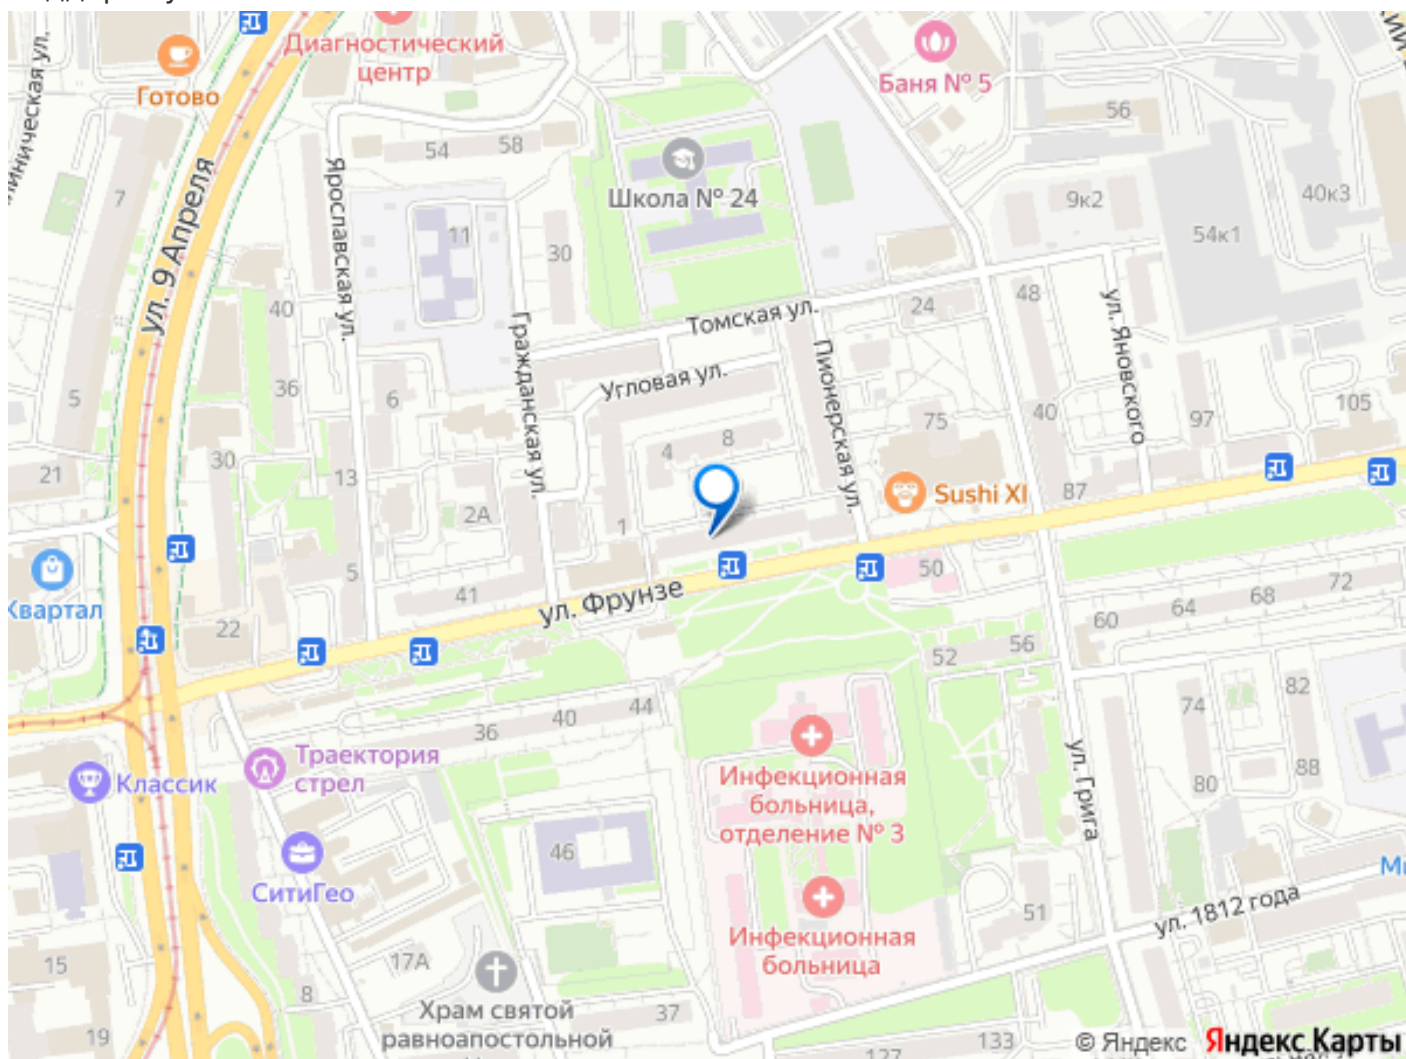 Диагностический
центр
Готово
Баня № 5
56
54
58
Школа № 24
7
ул. 9 Апреля
Ярославская ул.
11
30
9к2
40к3
54к1
40
Гражданская ул.
Томская ул.
24
48
ул. Яновского
Пионерская ул.
Угловая ул.
36
6
5
75
40
97
105
4
8
30
21
13
2А
1
Sushi XI
87
5
50
Квартал
41
ул. Фрунзе
22
72
68
64
60
56
52
44
40
36
82
74
88
80
Траектория
стрел
Классик
ул. Грига
Инфекционная
больница,
отделение № 3
46
СитиГео
51
ул. 1812 года
Инфекционная
больница
15
17А
8
Храм святой
равноапостольной
37
19
127
133
© Яндекс Яндекс Карты